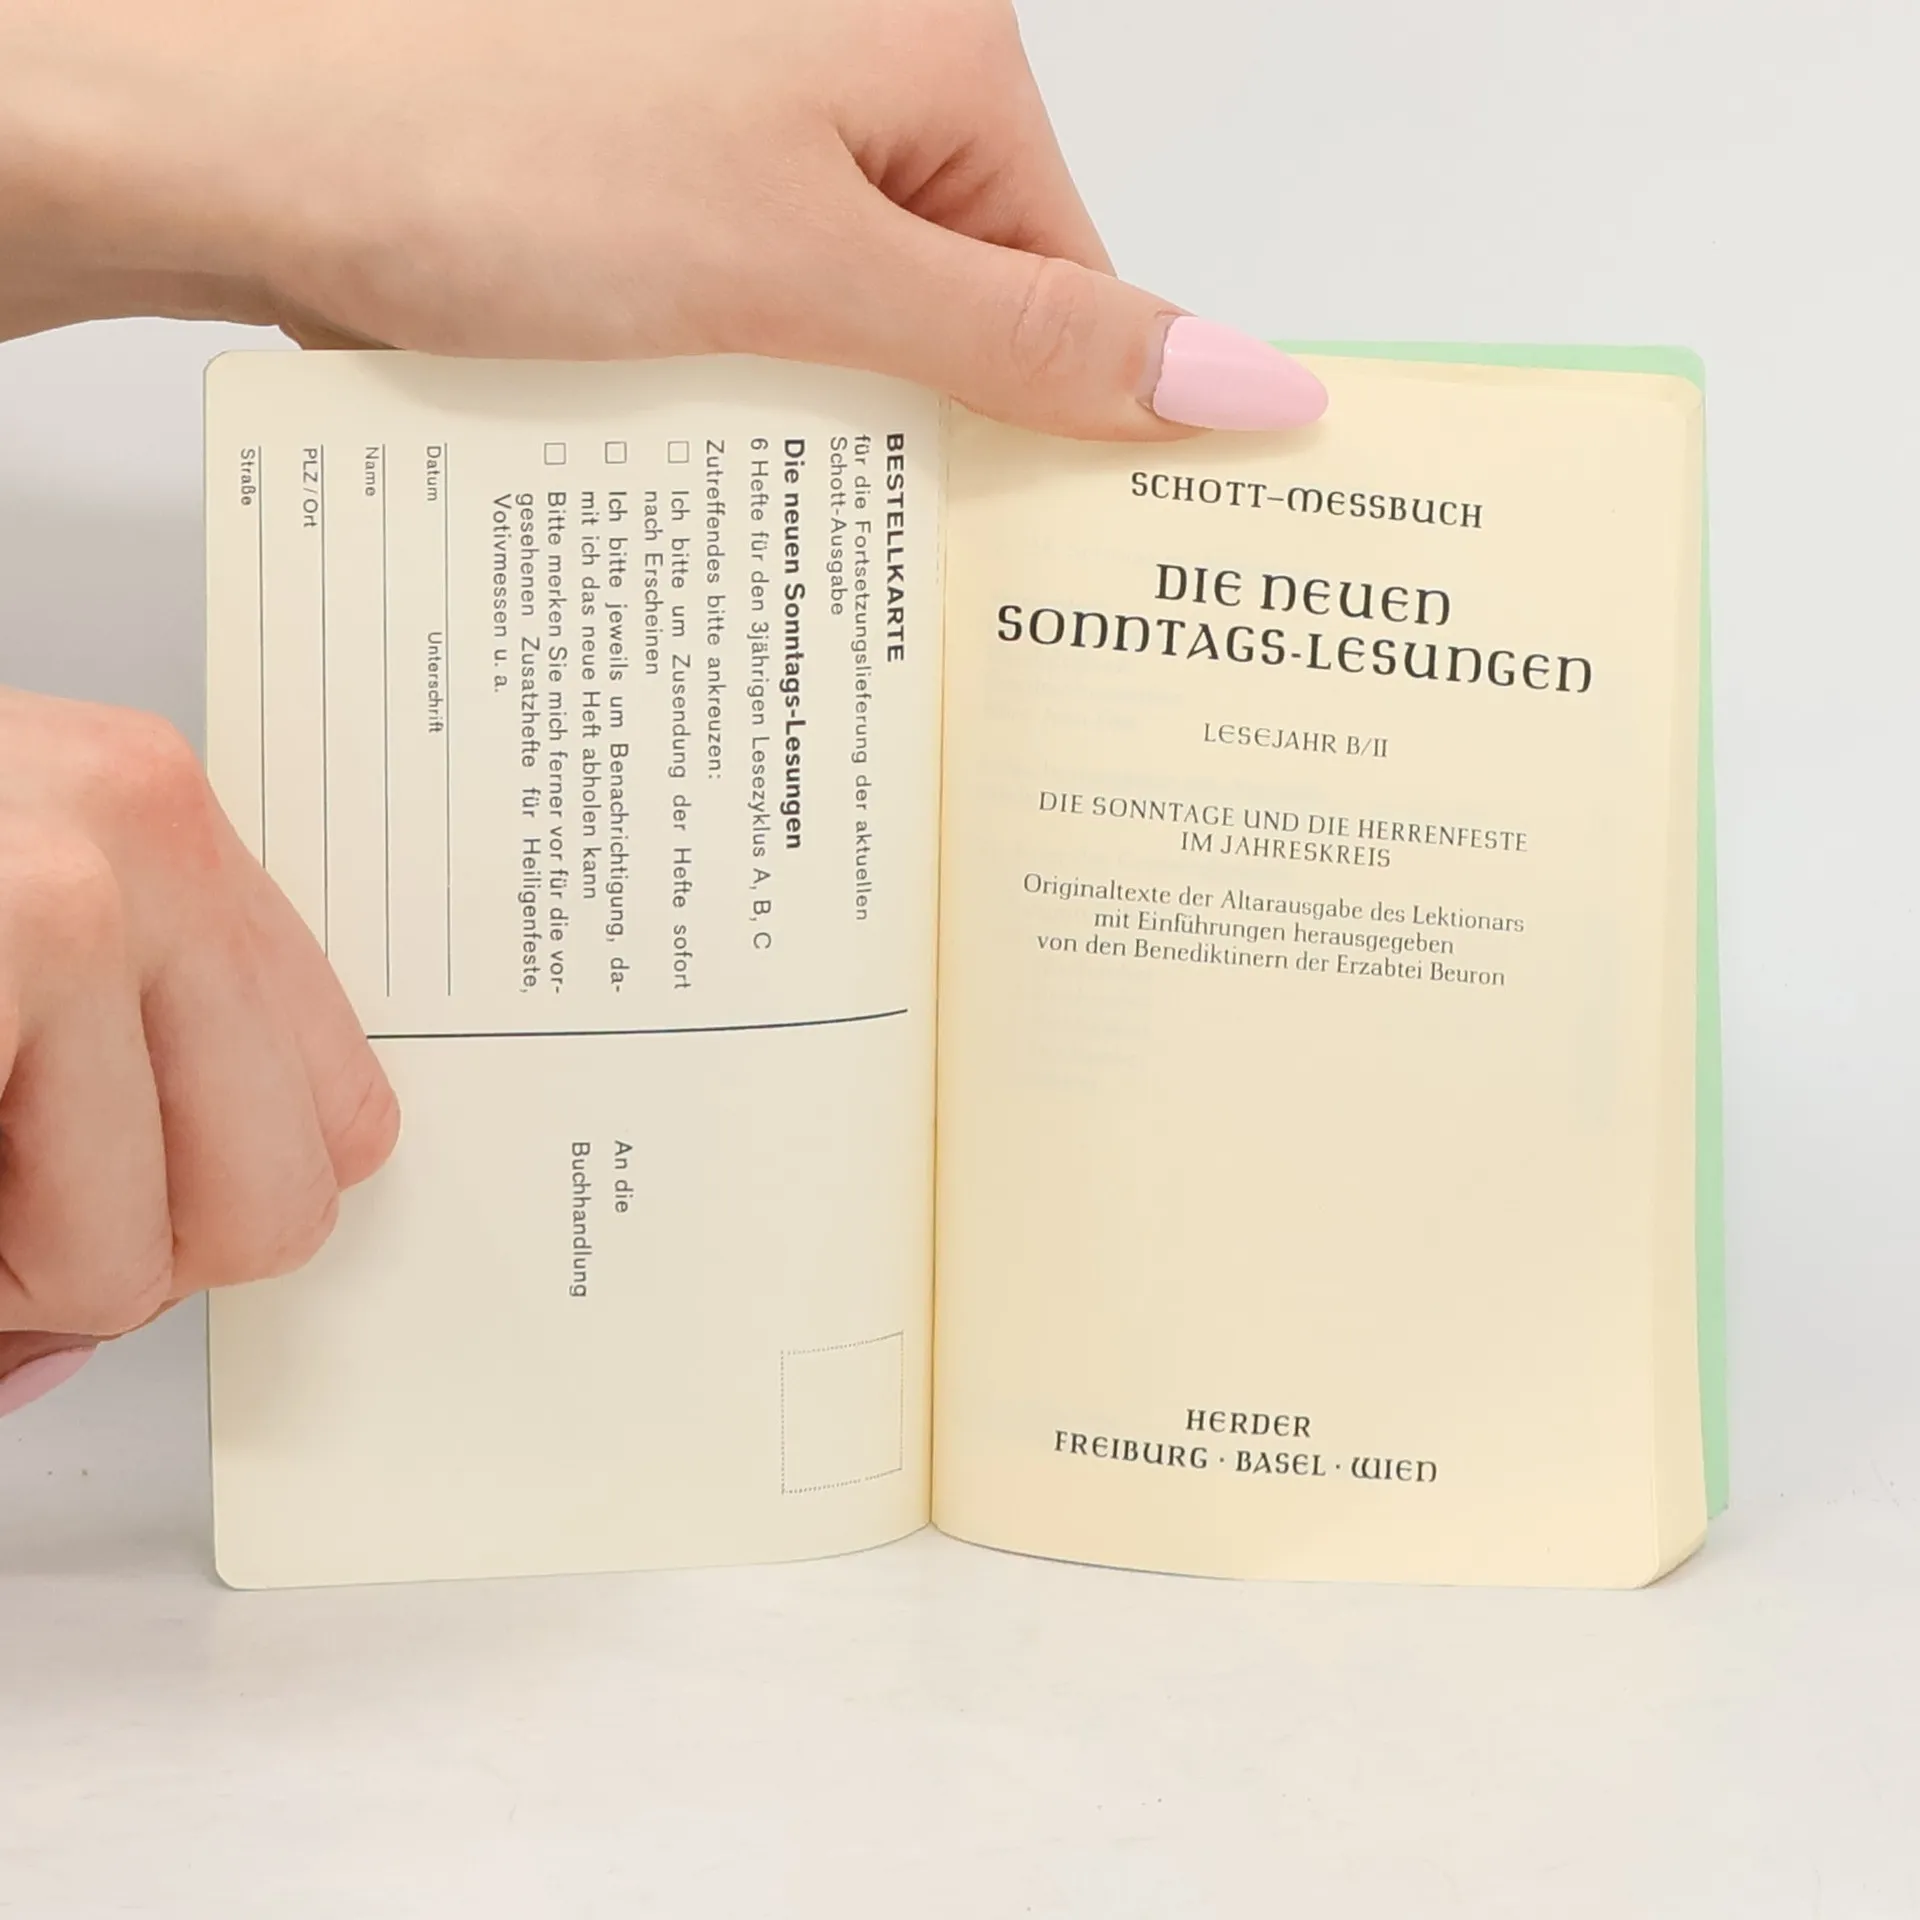 BESTELLKARTE
für die Fortsetzungslieferung der aktuellen
Schott-Ausgabe
Die neuen Sonntags-Lesungen
6 Hefte für den 3jährigen Lesezyklus A, B, C
Zutreffendes bitte ankreuzen:
Ich bitte um Zusendung der Hefte sofort
nach Erscheinen
Ich bitte jeweils um Benachrichtigung, da-
mit ich das neue Heft abholen kann
Bitte merken Sie mich ferner vor für die vor-
gesehenen Zusatzhefte für Heiligenfeste,
Votivmessen u. a.
Datum Unterschrift
Name
PLZ / Ort
Straße
An die
Buchhandlung
SCHOTT-MESSBUCH
DIE NEUEN
SONNTAGS-LESUNGEN
LESEJAHR B/II
DIE SONNTAGE UND DIE HERRENFESTE
IM JAHRESKREIS
Originaltexte der Altarausgabe des Lektionars
mit Einführungen herausgegeben
von den Benediktinern der Erzabtei Beuron
HERDER
FREIBURG · BASEL · WIEN